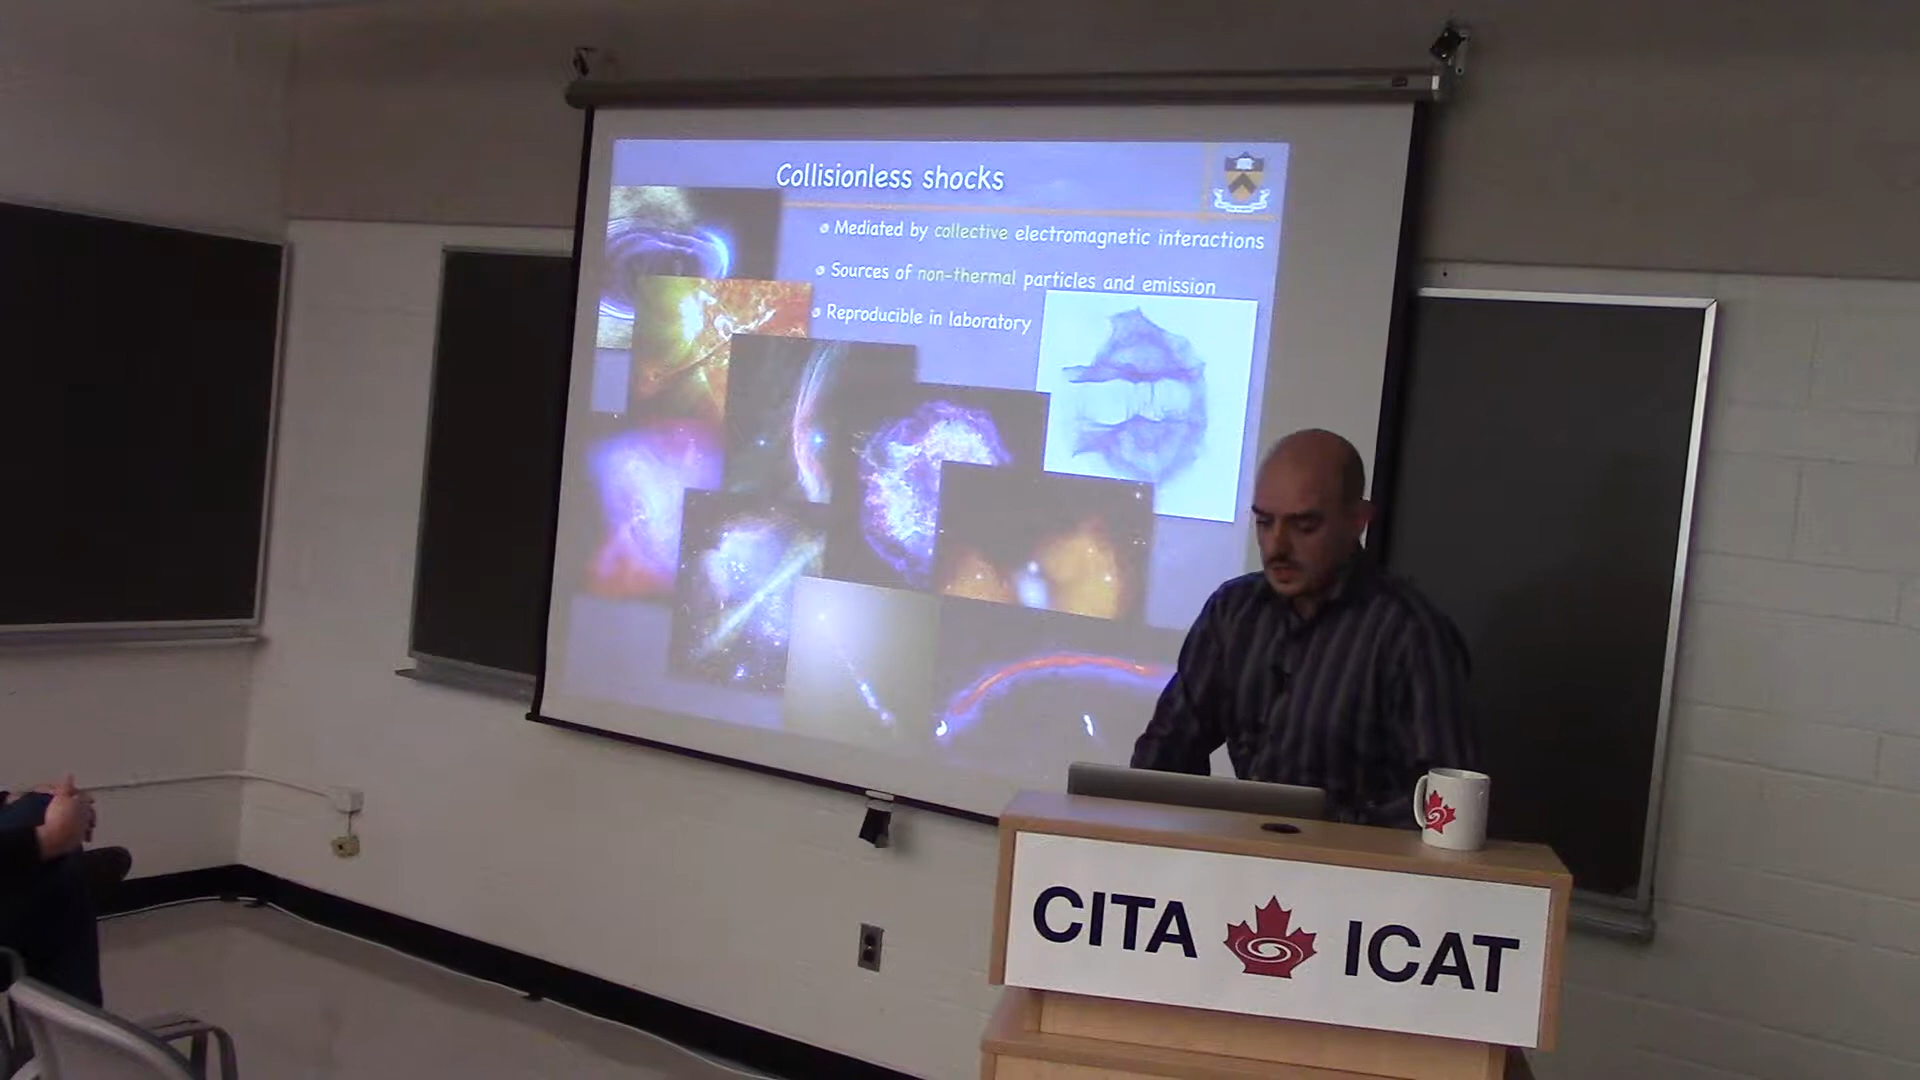 Collisionless shocks
Mediated by collective electromagnetic interactions
Sources of non-thermal particles and emission
Reproducible in laboratory
CITA ICAT